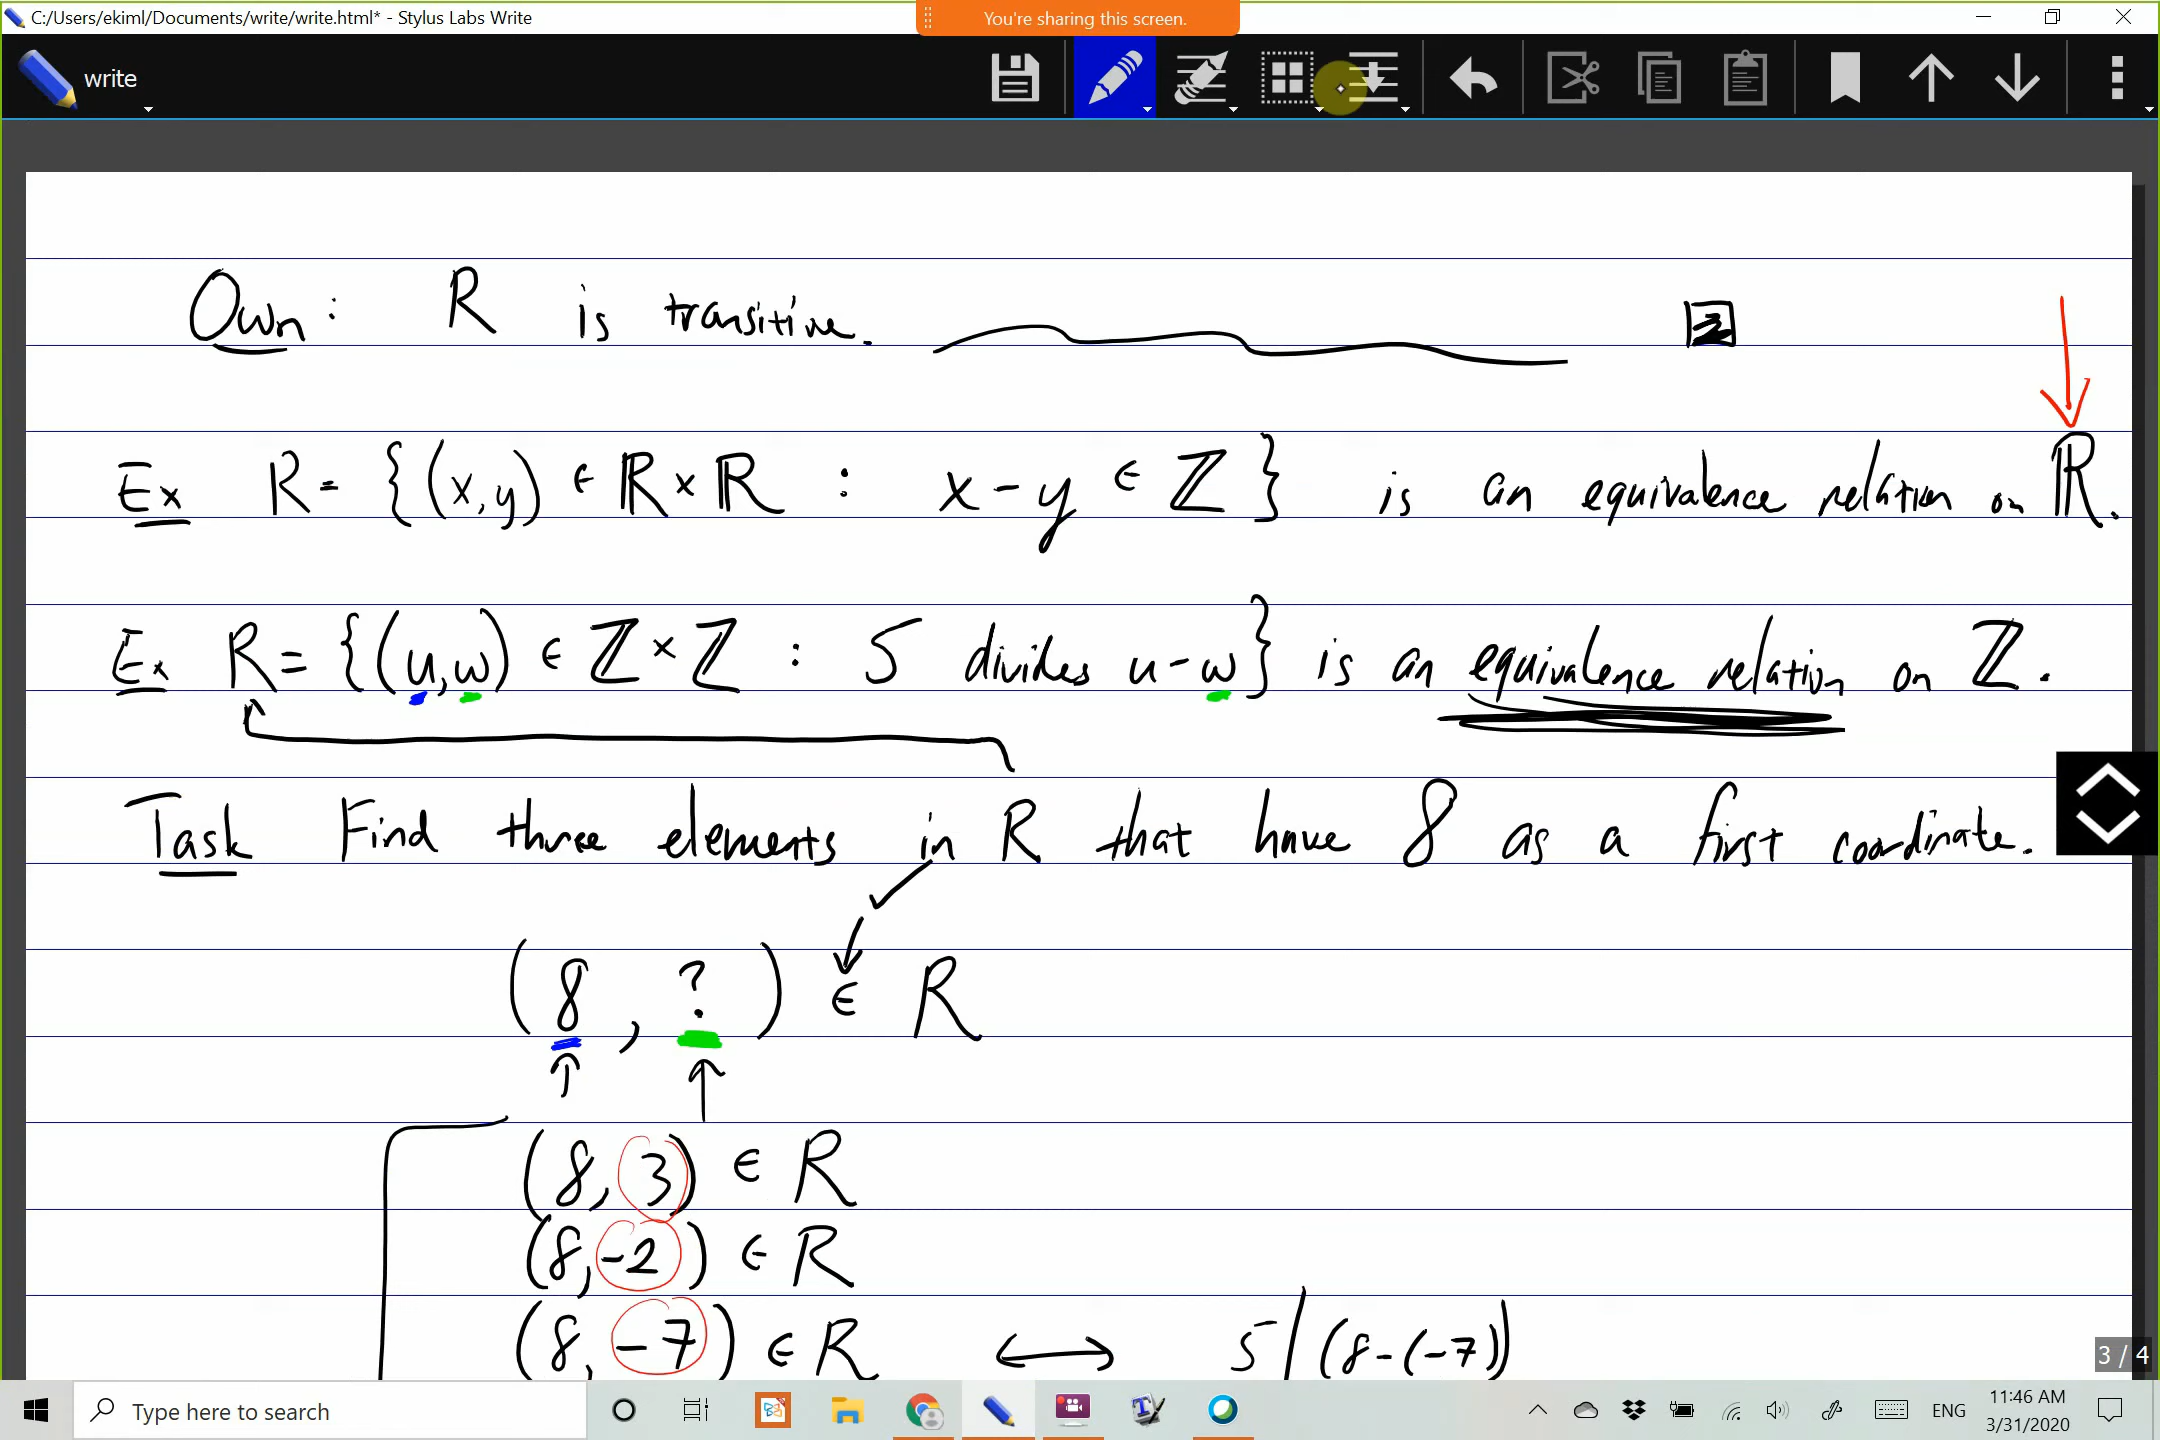 C:/Users/ekiml/Documents/write/write.html* - Stylus Labs Write
You're sharing this screen.
write
Own: R is transitive.
Ex R = {(x,y) ∈ ℝ × ℝ : x - y ∈ ℤ} is an equivalence relation on ℝ.
Ex R = {(u,w) ∈ ℤ × ℤ : 5 divides u - w} is an equivalence relation on ℤ.
Task Find three elements in R that have 8 as a first coordinate.
(8, ?) ∈ R
(8, 3) ∈ R
(8, -2) ∈ R
(8, -7) ∈ R ⟷ 5 | (8-(-7))
3 / 4
Type here to search
ENG
11:46 AM
3/31/2020